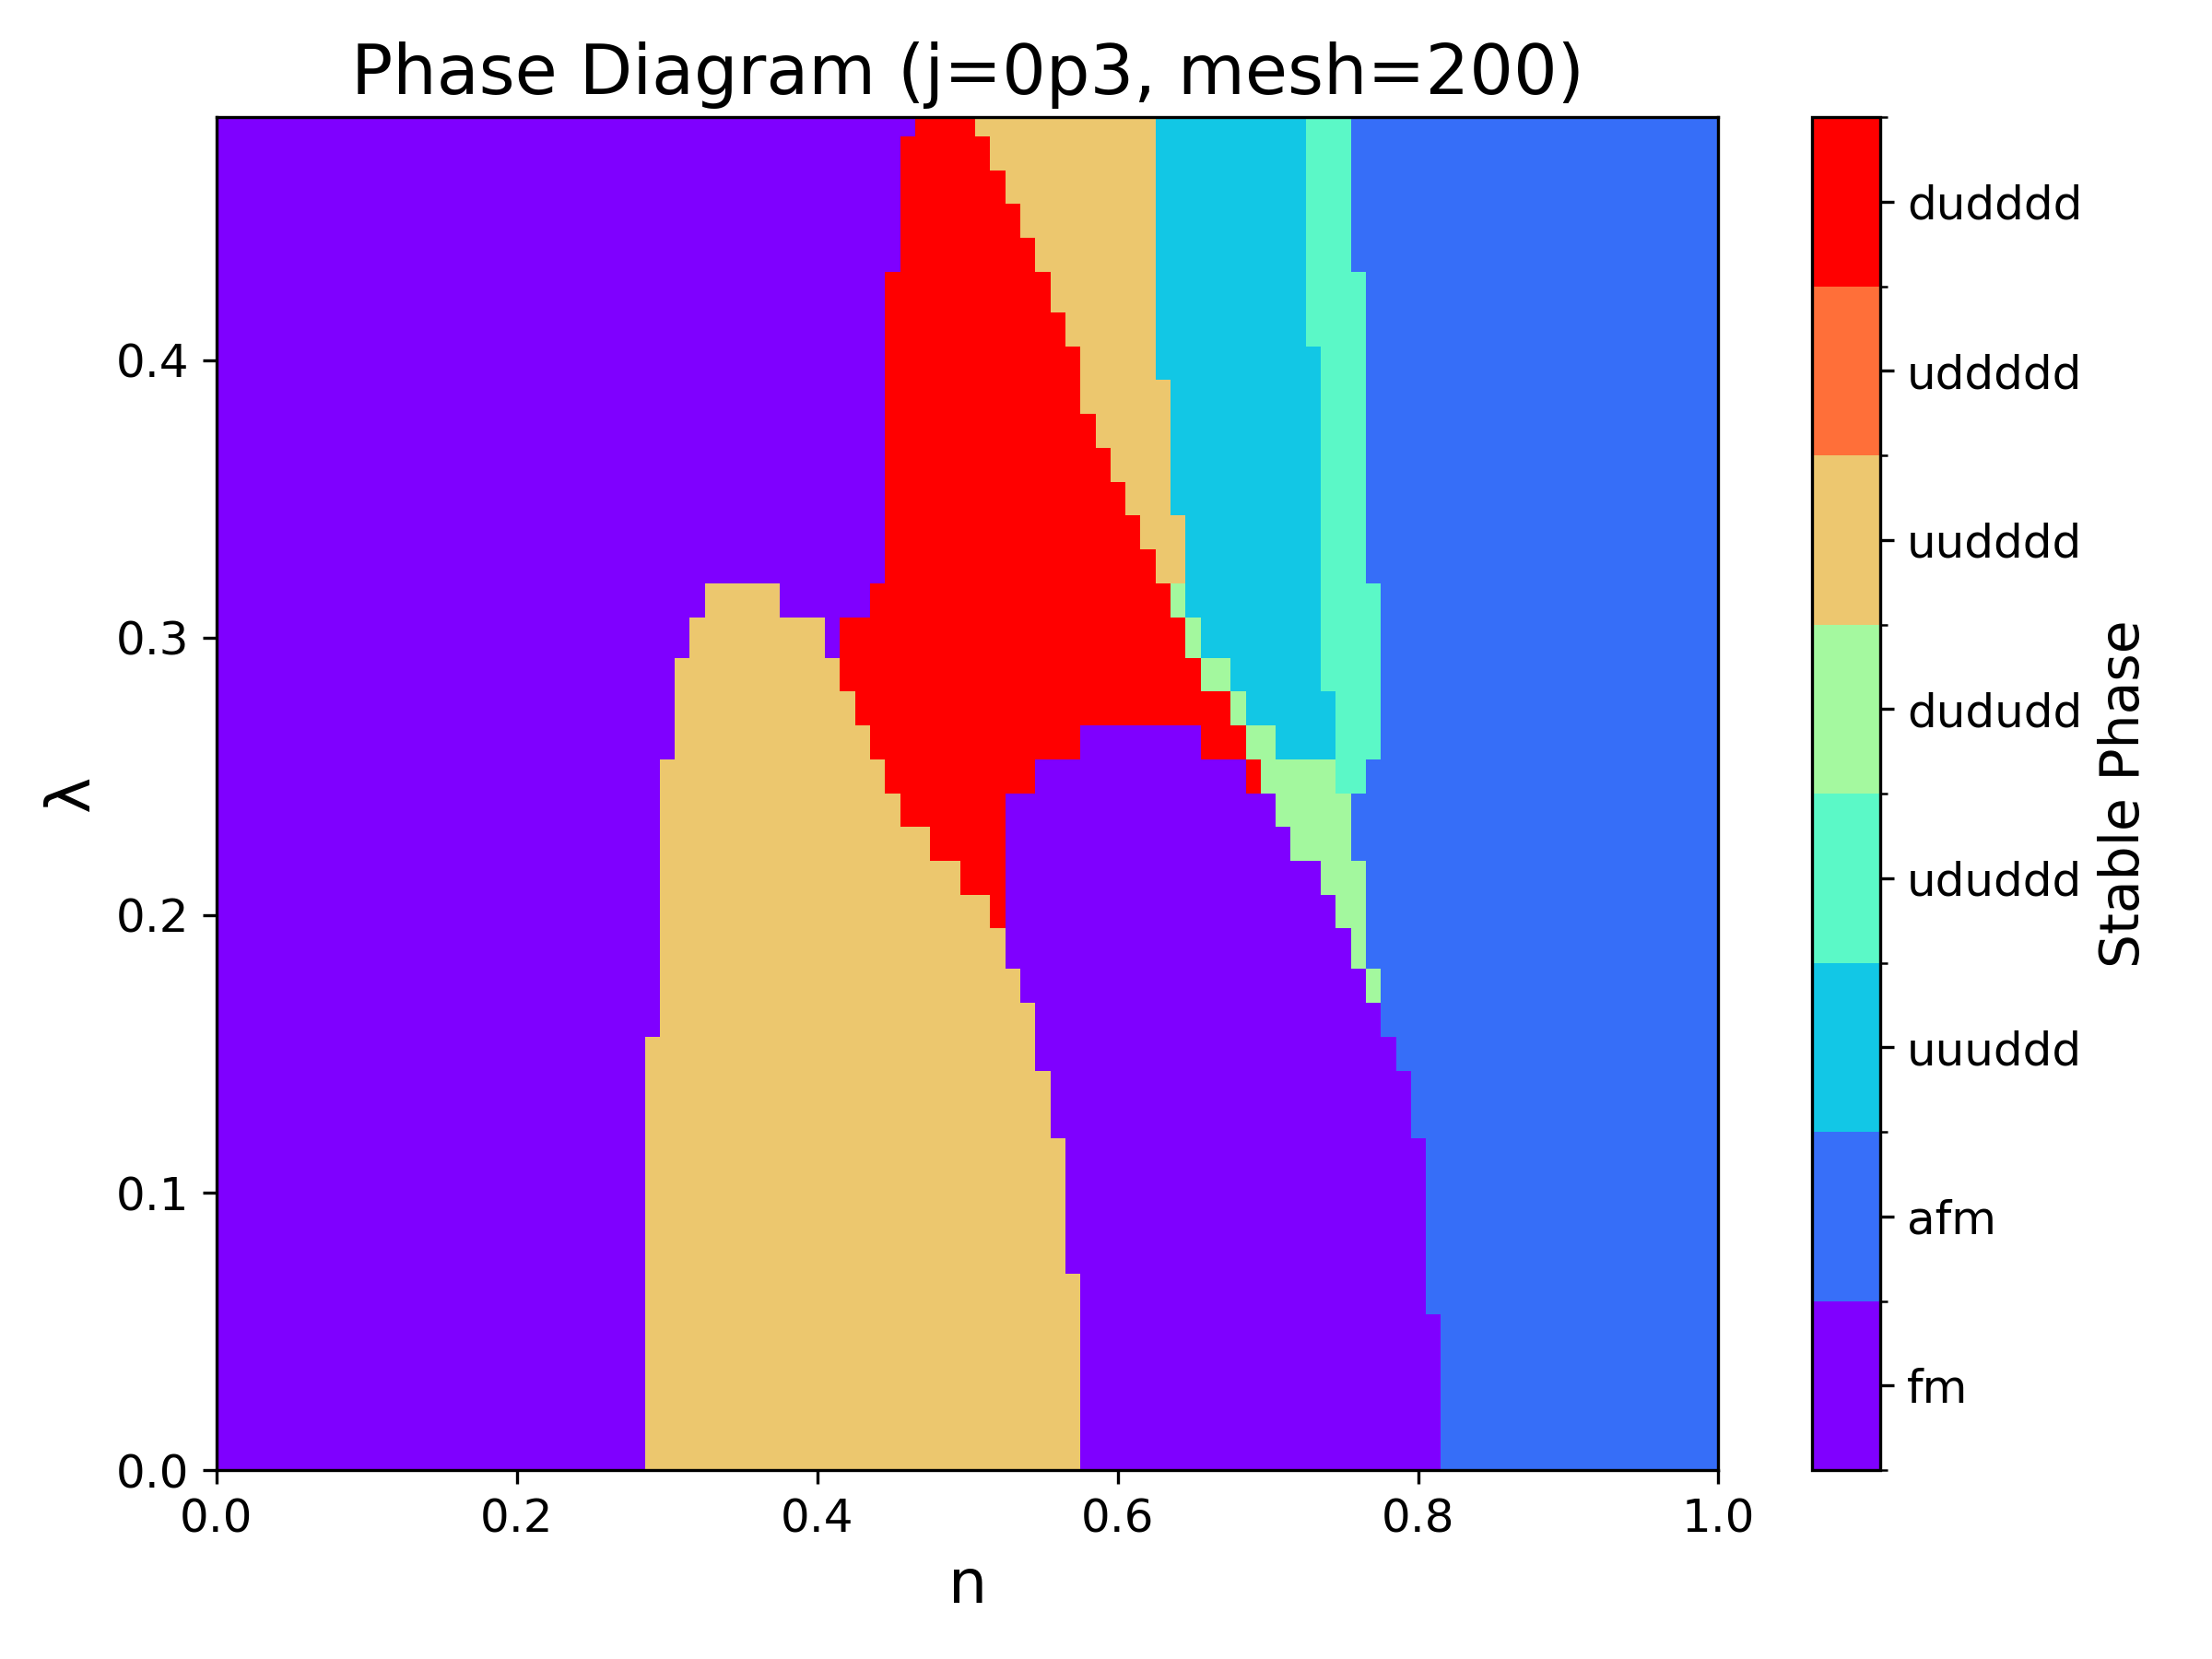 Phase Diagram (j=0p3, mesh=200)
λ
0.4
0.3
0.2
0.1
0.0
0.0 0.2 0.4 0.6 0.8 1.0
n
dudddd
uddddd
uudddd
dududd
ududdd
uuuddd
afm
fm
Stable Phase